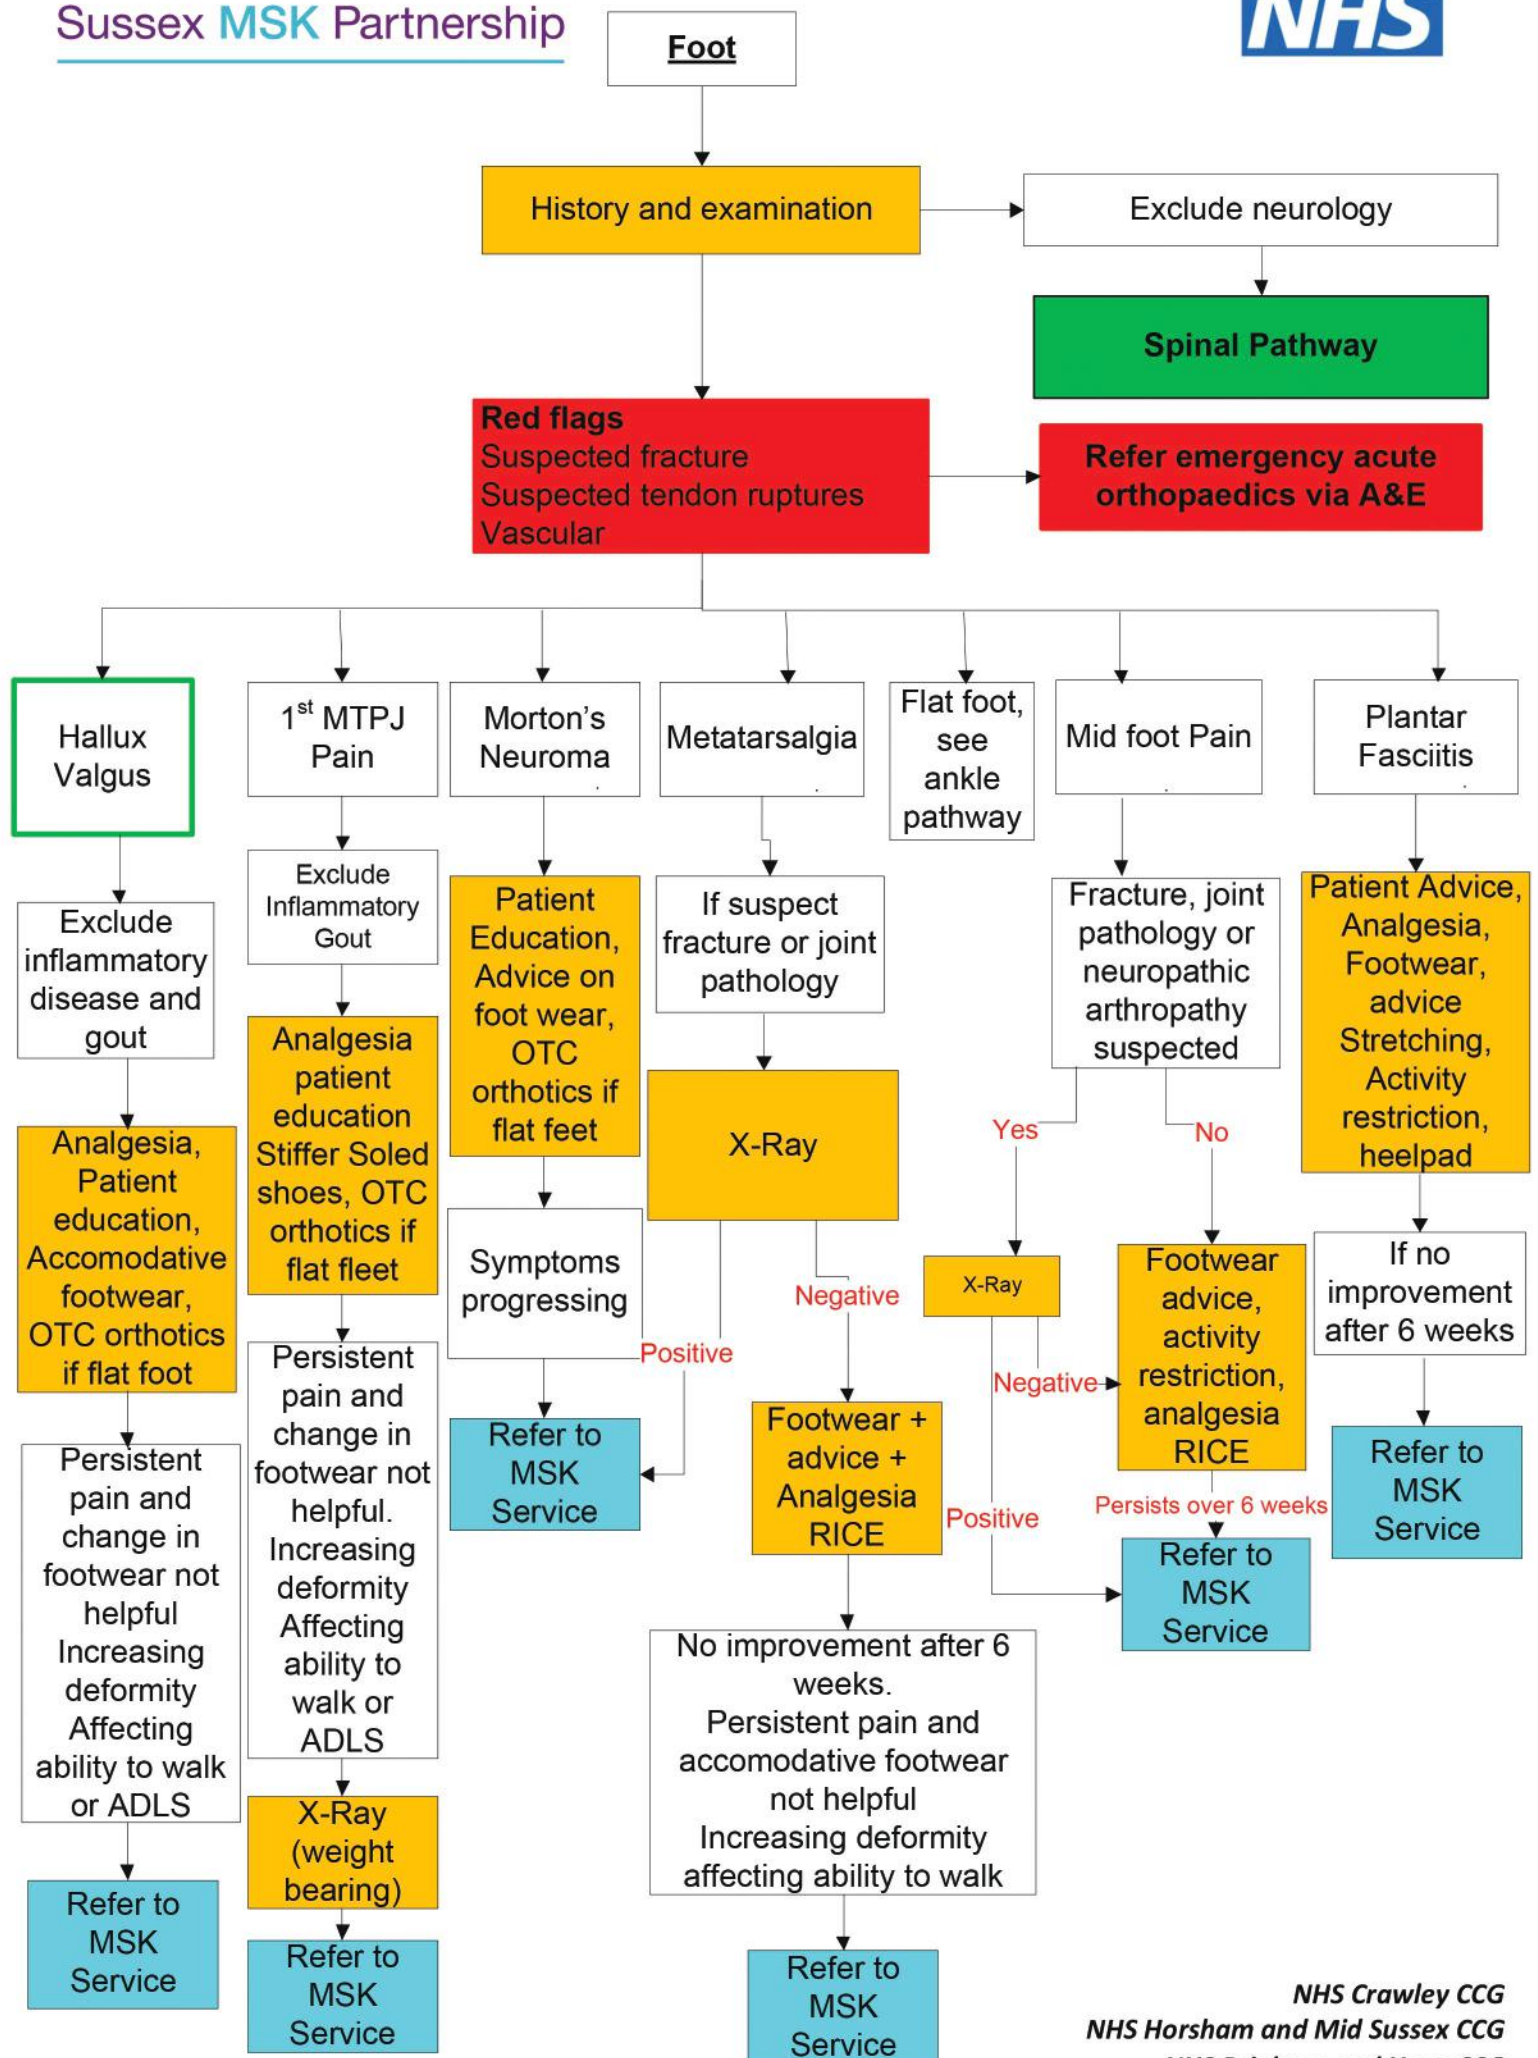 Sussex MSK Partnership
NHS
Foot
History and examination
Exclude neurology
Spinal Pathway
Red flags
Suspected fracture
Suspected tendon ruptures
Vascular
Refer emergency acute
orthopaedics via A&E
Hallux
Valgus
Exclude
inflammatory
disease and
gout
Analgesia,
Patient
education,
Accomodative
footwear,
OTC orthotics
if flat foot
Persistent
pain and
change in
footwear not
helpful
Increasing
deformity
Affecting
ability to walk
or ADLS
Refer to
MSK
Service
1st MTPJ
Pain
Exclude
Inflammatory
Gout
Analgesia
patient
education
Stiffer Soled
shoes, OTC
orthotics if
flat fleet
Persistent
pain and
change in
footwear not
helpful.
Increasing
deformity
Affecting
ability to
walk or
ADLS
X-Ray
(weight
bearing)
Refer to
MSK
Service
Morton's
Neuroma
.
Patient
Education,
Advice on
foot wear,
OTC
orthotics if
flat feet
Symptoms
progressing
Refer to
MSK
Service
Metatarsalgia
.
If suspect
fracture or joint
pathology
X-Ray
Positive
Negative
Footwear +
advice +
Analgesia
RICE
No improvement after 6
weeks.
Persistent pain and
accomodative footwear
not helpful
Increasing deformity
affecting ability to walk
Refer to
MSK
Service
Flat foot,
see
ankle
pathway
Mid foot Pain
.
Fracture, joint
pathology or
neuropathic
arthropathy
suspected
Yes
No
X-Ray
Negative
Positive
Footwear
advice,
activity
restriction,
analgesia
RICE
Persists over 6 weeks
Refer to
MSK
Service
Plantar
Fasciitis
.
Patient Advice,
Analgesia,
Footwear,
advice
Stretching,
Activity
restriction,
heelpad
If no
improvement
after 6 weeks
Refer to
MSK
Service
NHS Crawley CCG
NHS Horsham and Mid Sussex CCG